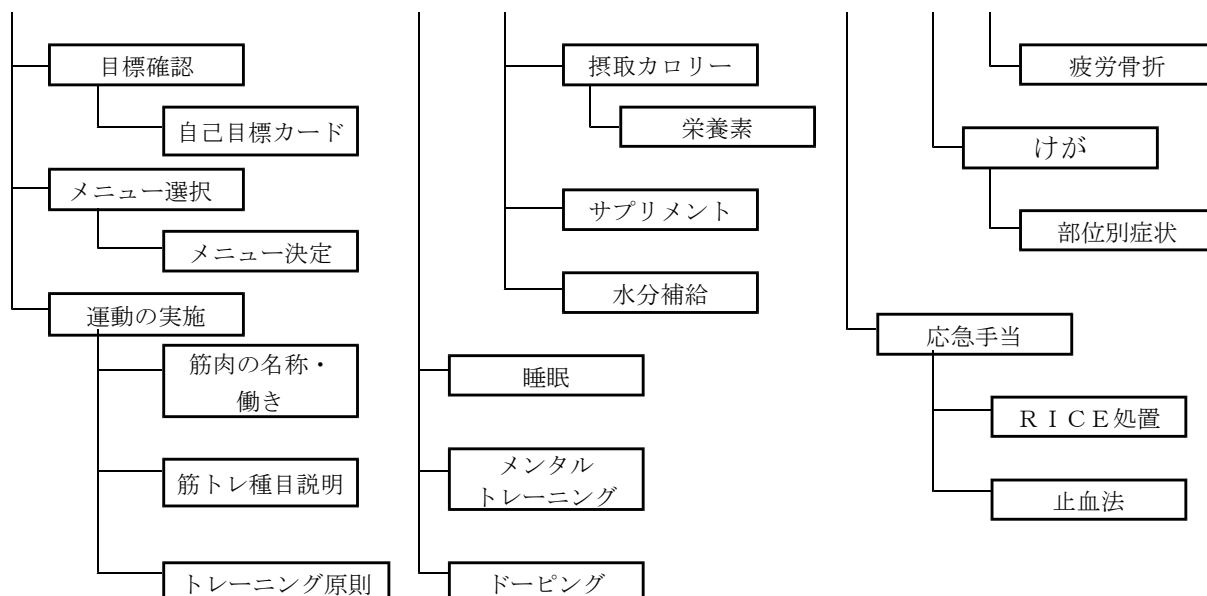 目標確認
自己目標カード
メニュー選択
メニュー決定
運動の実施
筋肉の名称・
働き
筋トレ種目説明
トレーニング原則
摂取カロリー
栄養素
サプリメント
水分補給
睡眠
メンタル
トレーニング
ドーピング
疲労骨折
けが
部位別症状
応急手当
ＲＩＣＥ処置
止血法